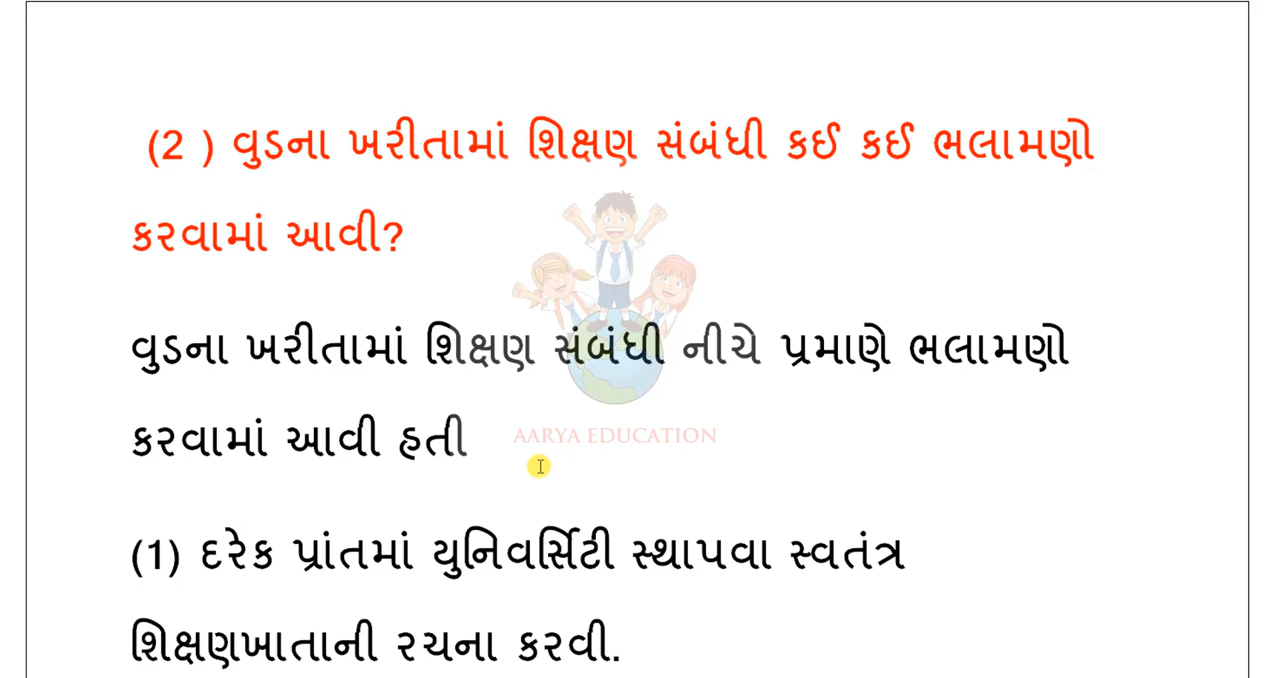 (2 ) વુડના ખરીતામાં શિક્ષણ સંબંધી કઈ કઈ ભલામણો
કરવામાં આવી?
વુડના ખરીતામાં શિક્ષણ સંબંધી નીચે પ્રમાણે ભલામણો
કરવામાં આવી હતી
AARYA EDUCATION
(1) દરેક પ્રાંતમાં યુનિવર્સિટી સ્થાપવા સ્વતંત્ર
શિક્ષણખાતાની રચના કરવી.